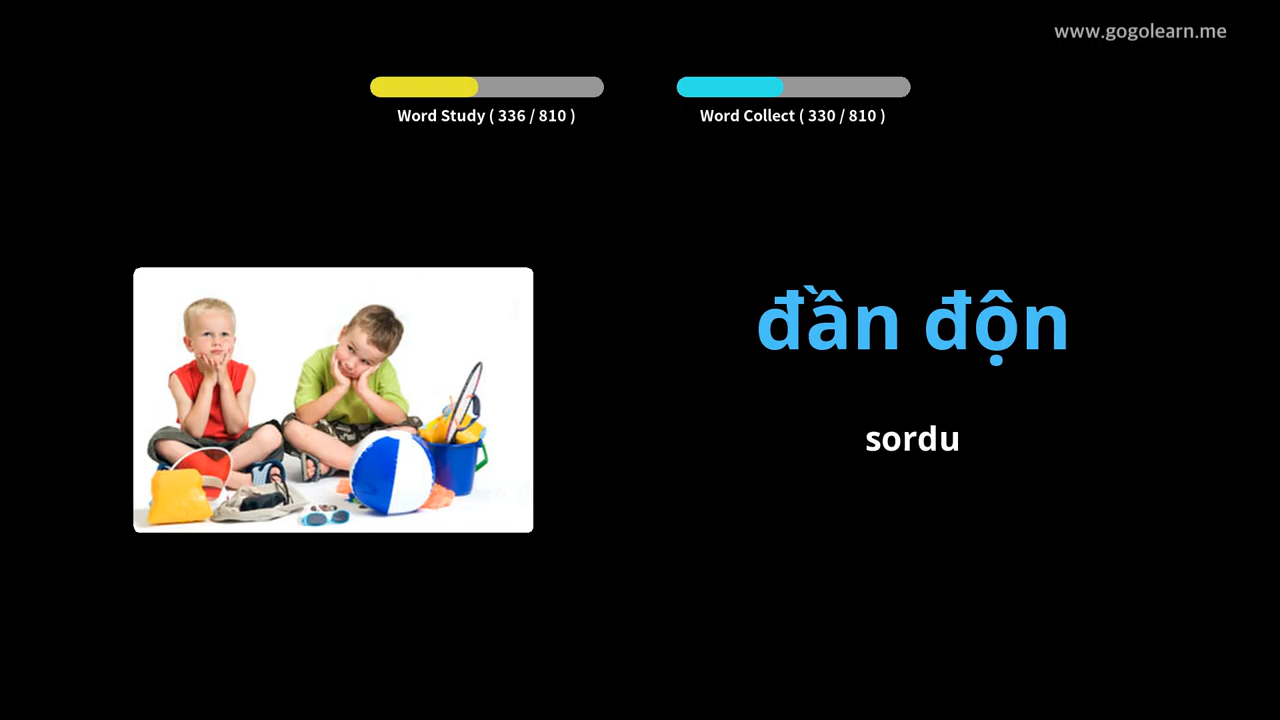 www.gogolearn.me
Word Study ( 336 / 810 )
Word Collect ( 330 / 810 )
đần độn
sordu